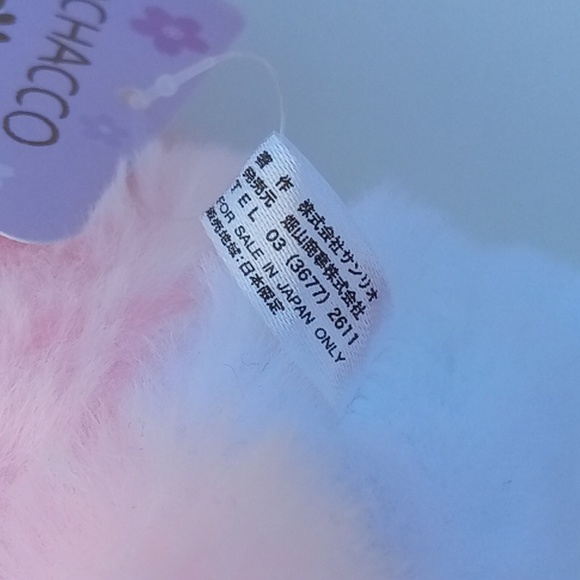 CHACCO
著作 株式会社サンリオ
発売元 畑山商事株式会社
TEL 03 (3677) 2611
FOR SALE IN JAPAN ONLY
販売地域:日本限定